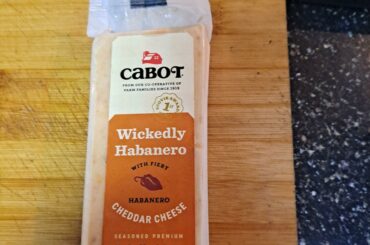 CABOT
FROM OUR CO-OPERATIVE OF
FARM FAMILIES SINCE 1919
1st
Wickedly
Habanero
WITH FIERY
HABANERO
CHEDDAR CHEESE
SEASONED PREMIUM